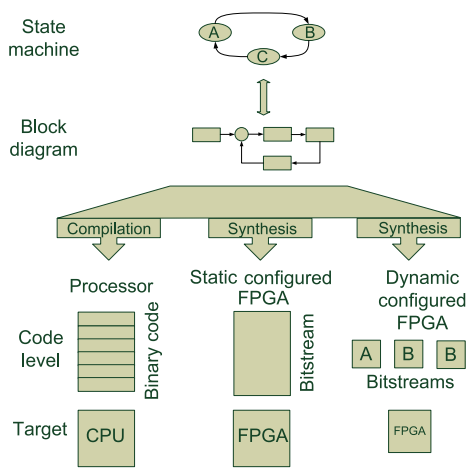 State
machine
A
B
C
Block
diagram
Compilation
Synthesis
Synthesis
Processor
Static configured
FPGA
Dynamic
configured
FPGA
Code
level
Binary code
Bitstream
A
B
B
Bitstreams
Target
CPU
FPGA
FPGA